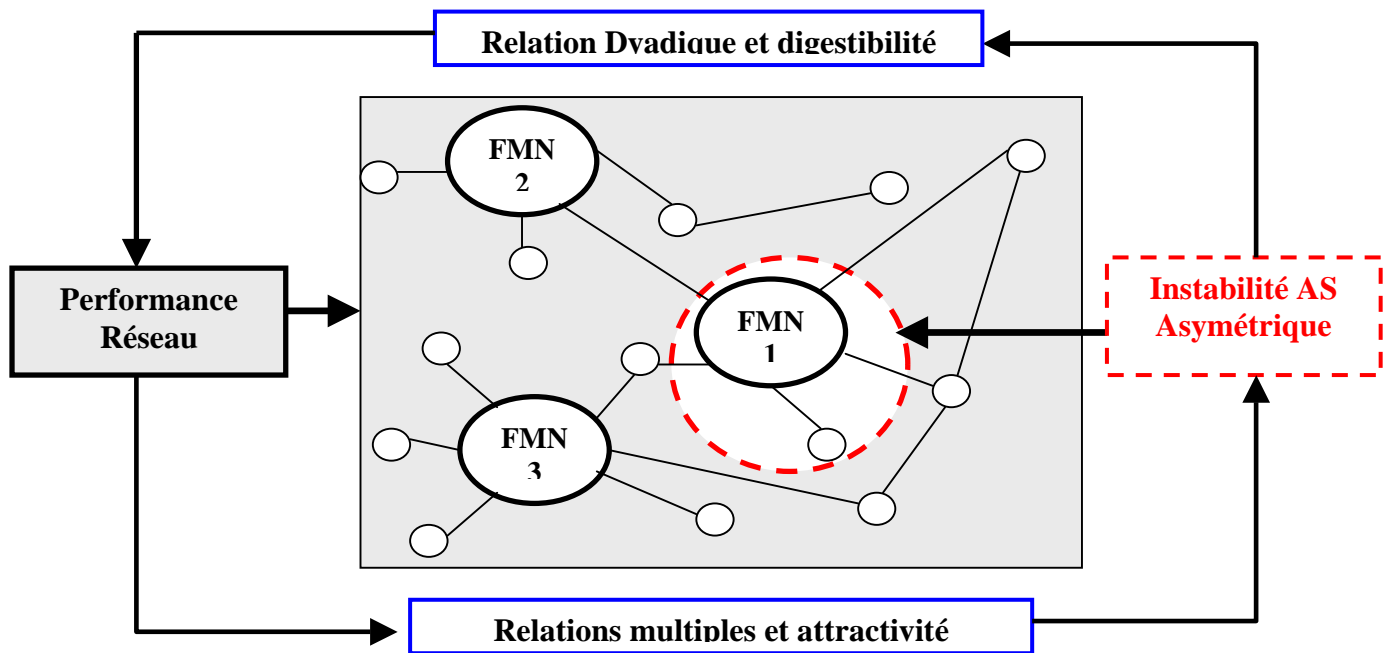 Relation Dyadique et digestibilité
FMN
2
Performance
Réseau
FMN
1
Instabilité AS
Asymétrique
FMN
3
Relations multiples et attractivité